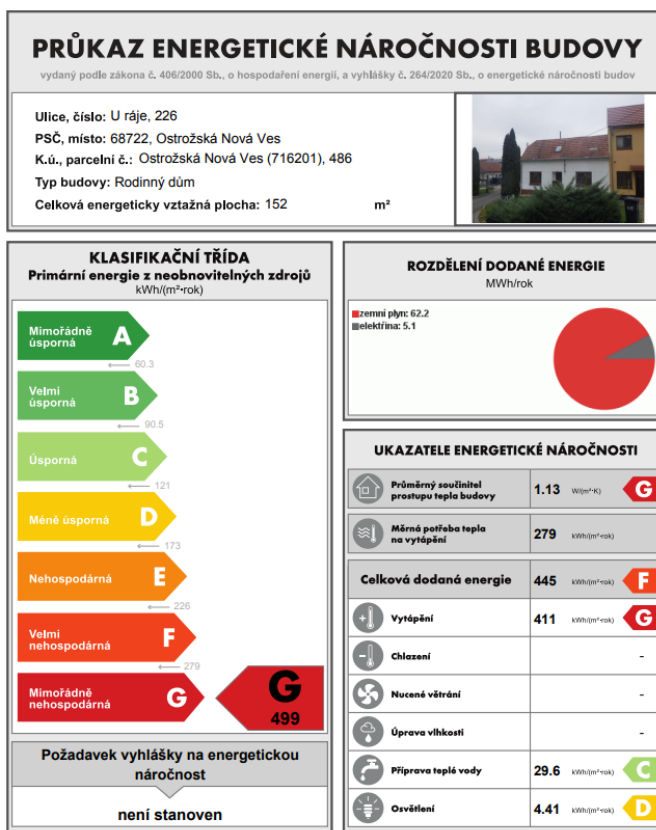 PRŮKAZ ENERGETICKÉ NÁROČNOSTI BUDOVY
vydaný podle zákona č. 406/2000 Sb., o hospodaření energií, a vyhlášky č. 264/2020 Sb., o energetické náročnosti budov
Ulice, číslo: U ráje, 226
PSČ, místo: 68722, Ostrožská Nová Ves
K.ú., parcelní č.: Ostrožská Nová Ves (716201), 486
Typ budovy: Rodinný dům
Celková energeticky vztažná plocha: 152 m²
KLASIFIKAČNÍ TŘÍDA
Primární energie z neobnovitelných zdrojů
kWh/(m²·rok)
Mimořádně úsporná A
60.3
Velmi úsporná B
90.5
Úsporná C
121
Méně úsporná D
173
Nehospodárná E
226
Velmi nehospodárná F
279
Mimořádně nehospodárná G
G
499
Požadavek vyhlášky na energetickou
náročnost
není stanoven
ROZDĚLENÍ DODANÉ ENERGIE
MWh/rok
zemní plyn: 62.2
elektřina: 5.1
UKAZATELE ENERGETICKÉ NÁROČNOSTI
Průměrný součinitel prostupu tepla budovy 1.13 W/(m²·K) G
Měrná potřeba tepla na vytápění 279 kWh/(m²·rok)
Celková dodaná energie 445 kWh/(m²·rok) F
Vytápění 411 kWh/(m²·rok) G
Chlazení -
Nucené větrání -
Úprava vlhkosti -
Příprava teplé vody 29.6 kWh/(m²·rok) C
Osvětlení 4.41 kWh/(m²·rok) D